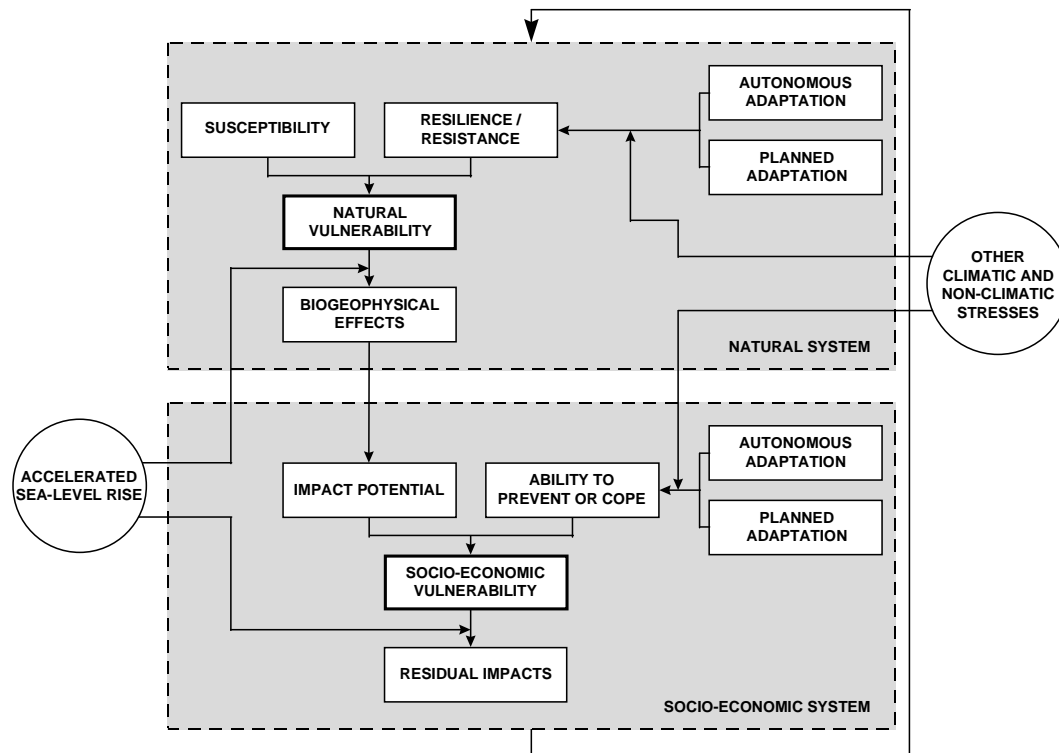 AUTONOMOUS
ADAPTATION
SUSCEPTIBILITY
RESILIENCE /
RESISTANCE
PLANNED
ADAPTATION
NATURAL
VULNERABILITY
OTHER
CLIMATIC AND
NON-CLIMATIC
STRESSES
BIOGEOPHYSICAL
EFFECTS
NATURAL SYSTEM
AUTONOMOUS
ADAPTATION
ACCELERATED
SEA-LEVEL RISE
IMPACT POTENTIAL
ABILITY TO
PREVENT OR COPE
PLANNED
ADAPTATION
SOCIO-ECONOMIC
VULNERABILITY
RESIDUAL IMPACTS
SOCIO-ECONOMIC SYSTEM